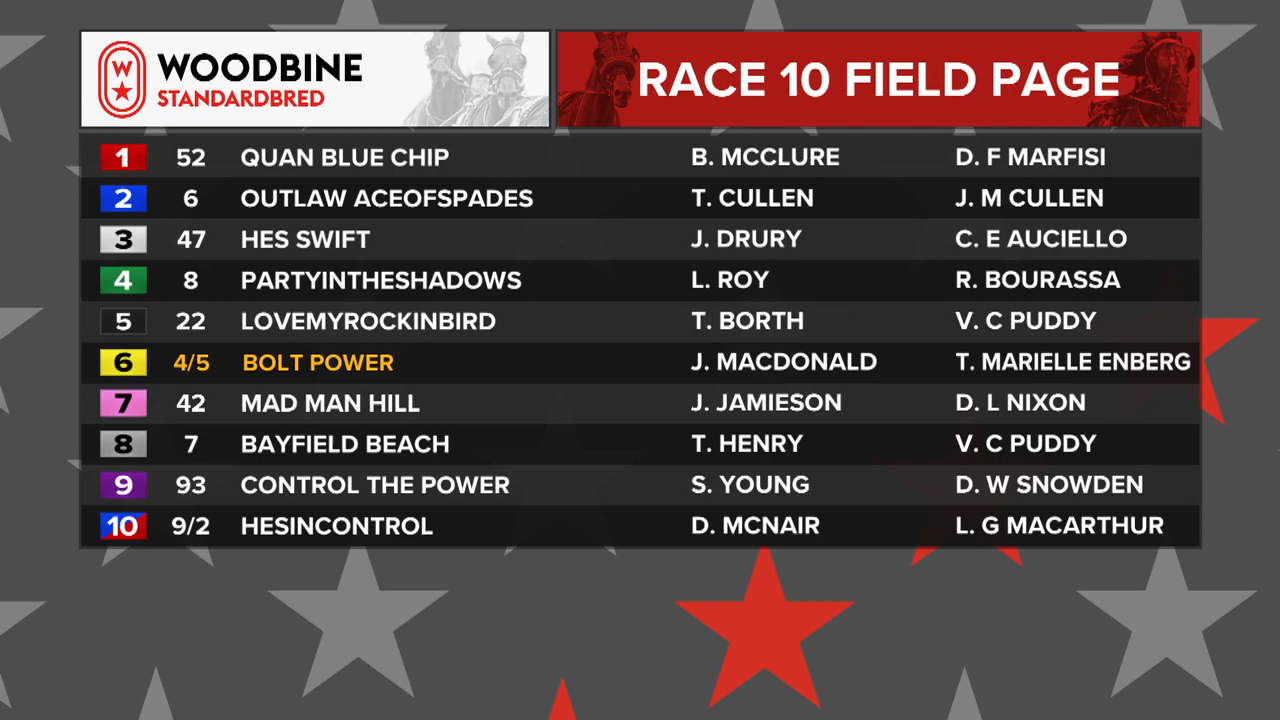 W
WOODBINE
STANDARDBRED
RACE 10 FIELD PAGE
1 52 QUAN BLUE CHIP B. MCCLURE D. F MARFISI
2 6 OUTLAW ACEOFSPADES T. CULLEN J. M CULLEN
3 47 HES SWIFT J. DRURY C. E AUCIELLO
4 8 PARTYINTHESHADOWS L. ROY R. BOURASSA
5 22 LOVEMYROCKINBIRD T. BORTH V. C PUDDY
6 4/5 BOLT POWER J. MACDONALD T. MARIELLE ENBERG
7 42 MAD MAN HILL J. JAMIESON D. L NIXON
8 7 BAYFIELD BEACH T. HENRY V. C PUDDY
9 93 CONTROL THE POWER S. YOUNG D. W SNOWDEN
10 9/2 HESINCONTROL D. MCNAIR L. G MACARTHUR